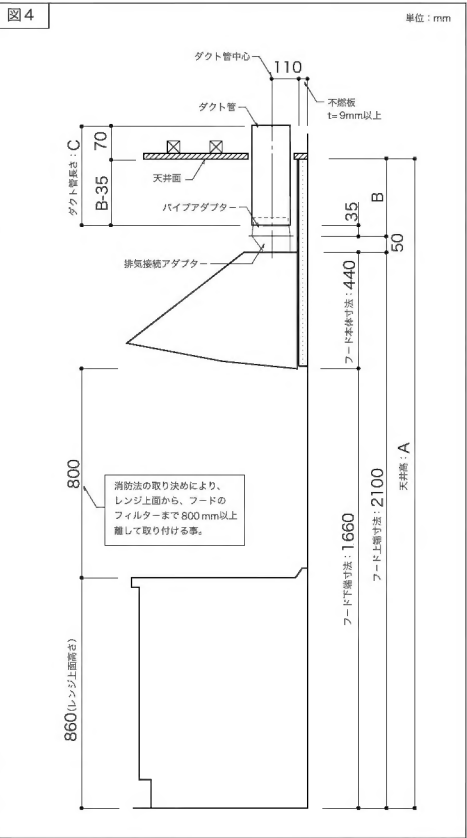 図4
単位：mm
ダクト管中心
110
不燃板
t=9mm以上
ダクト管
ダクト管長さ：C
70
B-35
天井面
パイプアダプター
排気接続アダプター
35
B
50
フード本体寸法：440
800
消防法の取り決めにより、
レンジ上面から、フードの
フィルターまで800mm以上
離して取り付ける事。
フード下端寸法：1660
フード上端寸法：2100
天井高：A
860(レンジ上面高さ)